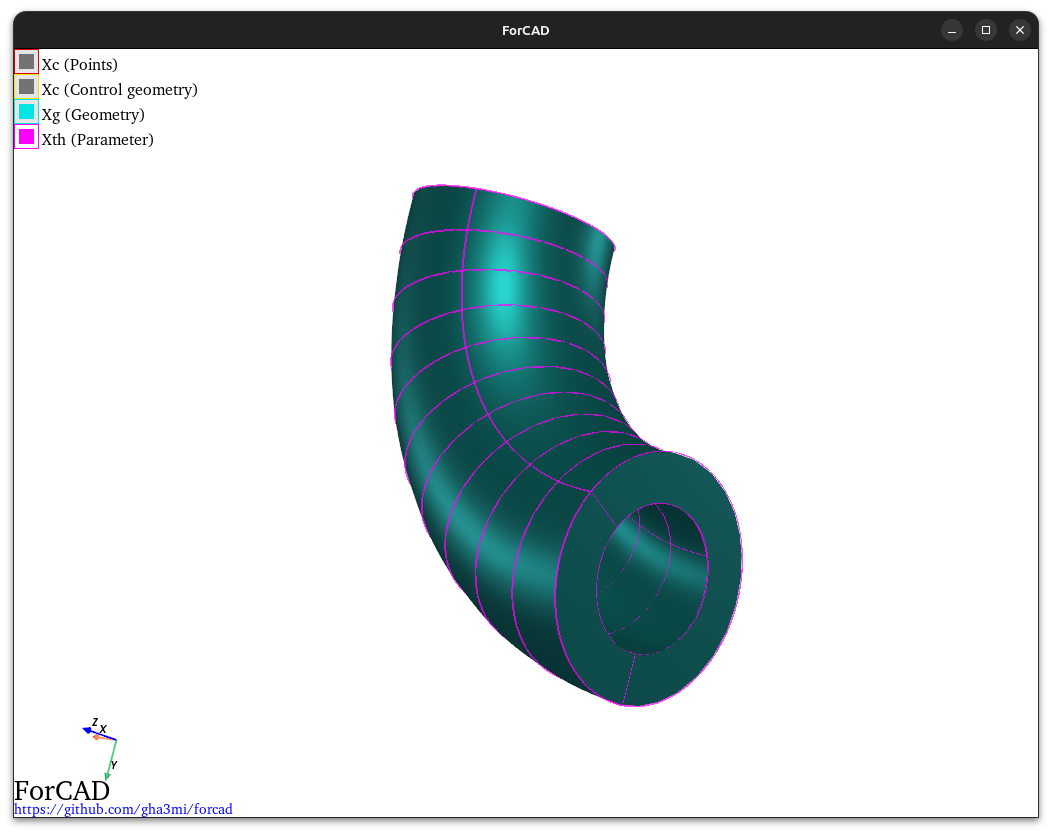 ForCAD
Xc (Points)
Xc (Control geometry)
Xg (Geometry)
Xth (Parameter)
Z
X
Y
ForCAD
https://github.com/gha3mi/forcad